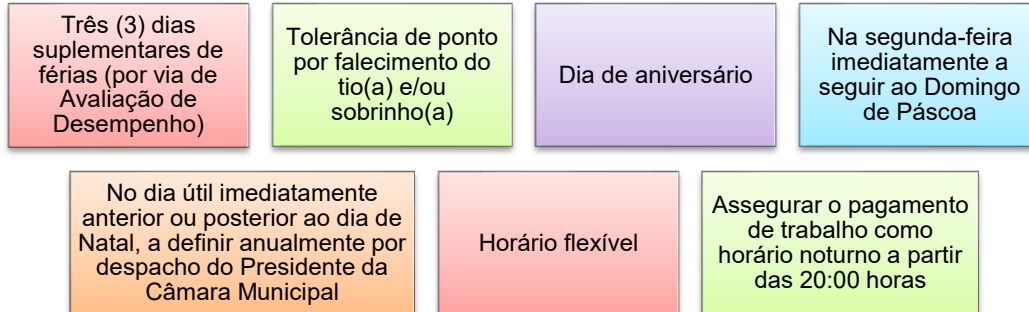 Três (3) dias
suplementares de
férias (por via de
Avaliação de
Desempenho)
Tolerância de ponto
por falecimento do
tio(a) e/ou
sobrinho(a)
Dia de aniversário
Na segunda-feira
imediatamente a
seguir ao Domingo
de Páscoa
No dia útil imediatamente
anterior ou posterior ao dia de
Natal, a definir anualmente por
despacho do Presidente da
Câmara Municipal
Horário flexível
Assegurar o pagamento
de trabalho como
horário noturno a partir
das 20:00 horas